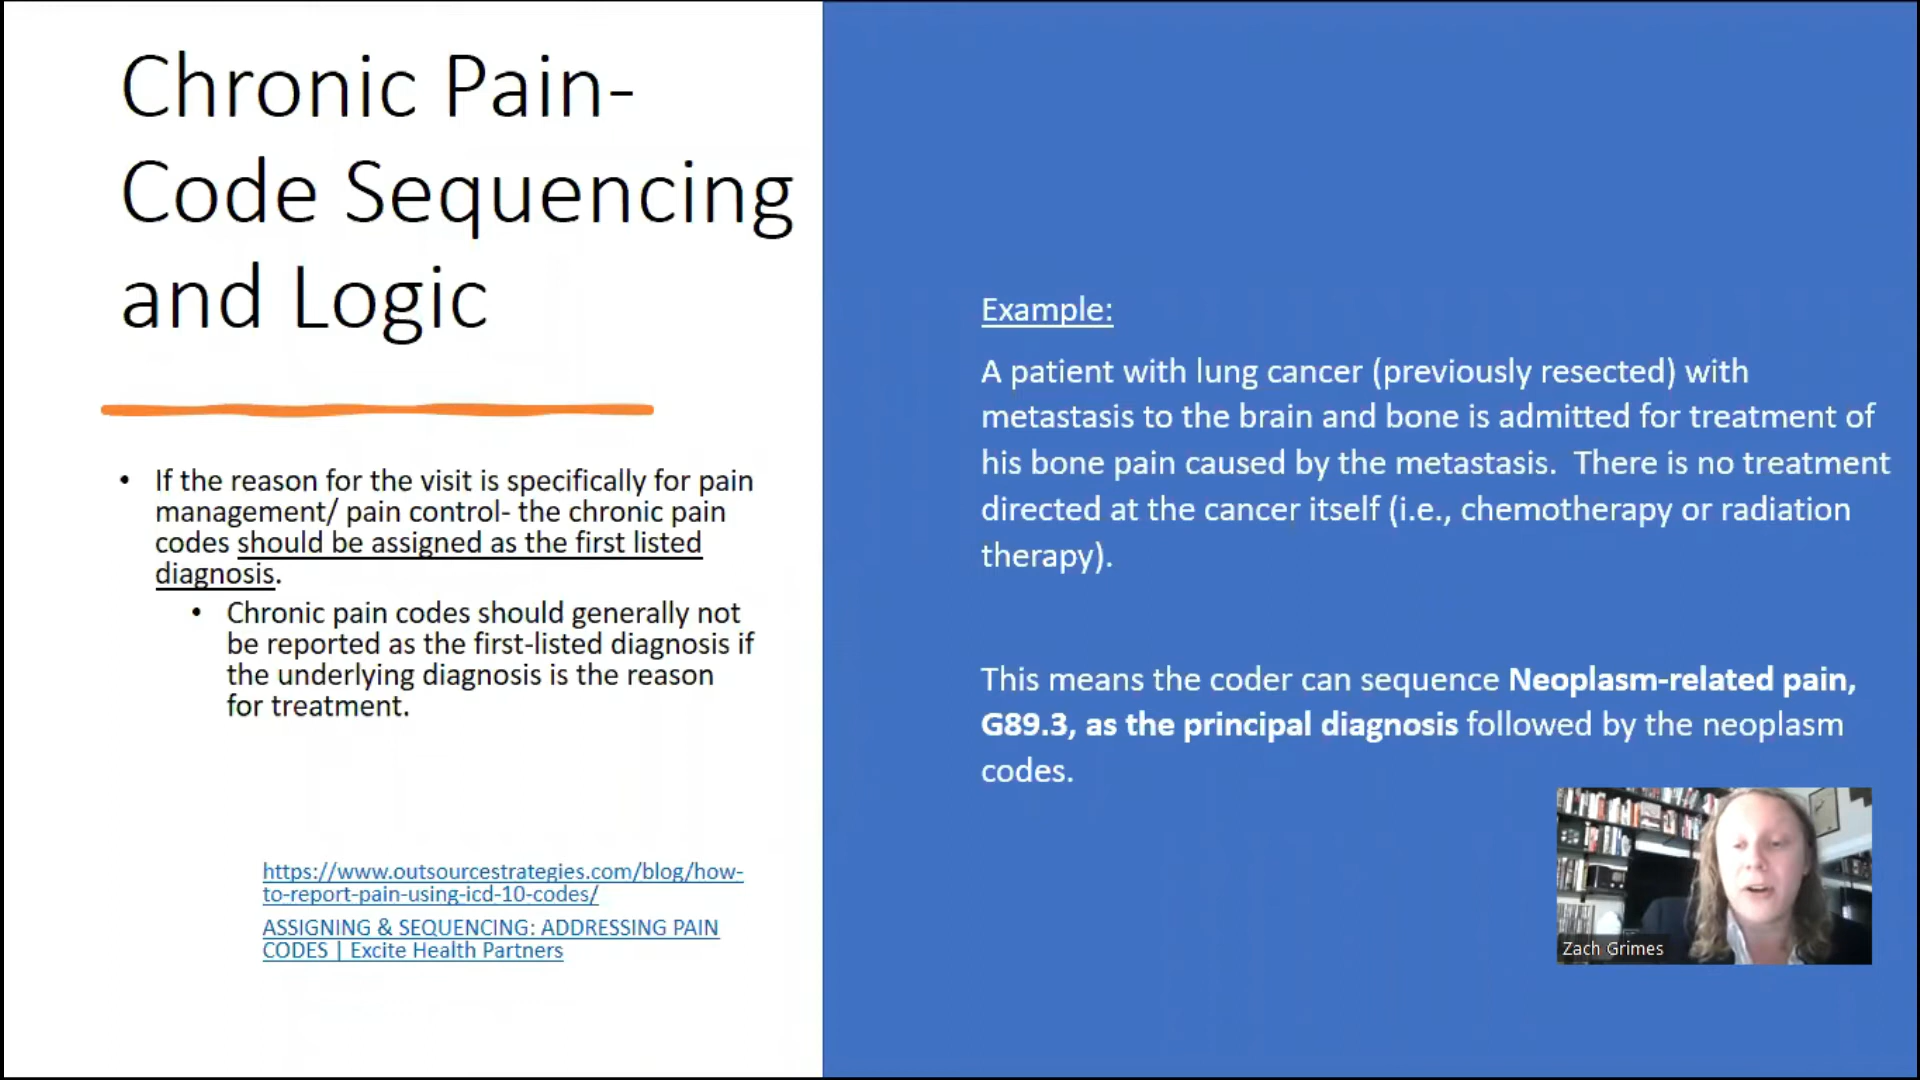 Chronic Pain-
Code Sequencing
and Logic
• If the reason for the visit is specifically for pain
management/ pain control- the chronic pain
codes should be assigned as the first listed
diagnosis.
• Chronic pain codes should generally not
be reported as the first-listed diagnosis if
the underlying diagnosis is the reason
for treatment.
https://www.outsourcestrategies.com/blog/how-
to-report-pain-using-icd-10-codes/
ASSIGNING & SEQUENCING: ADDRESSING PAIN
CODES | Excite Health Partners
Example:
A patient with lung cancer (previously resected) with
metastasis to the brain and bone is admitted for treatment of
his bone pain caused by the metastasis.  There is no treatment
directed at the cancer itself (i.e., chemotherapy or radiation
therapy).
This means the coder can sequence Neoplasm-related pain,
G89.3, as the principal diagnosis followed by the neoplasm
codes.
Zach Grimes